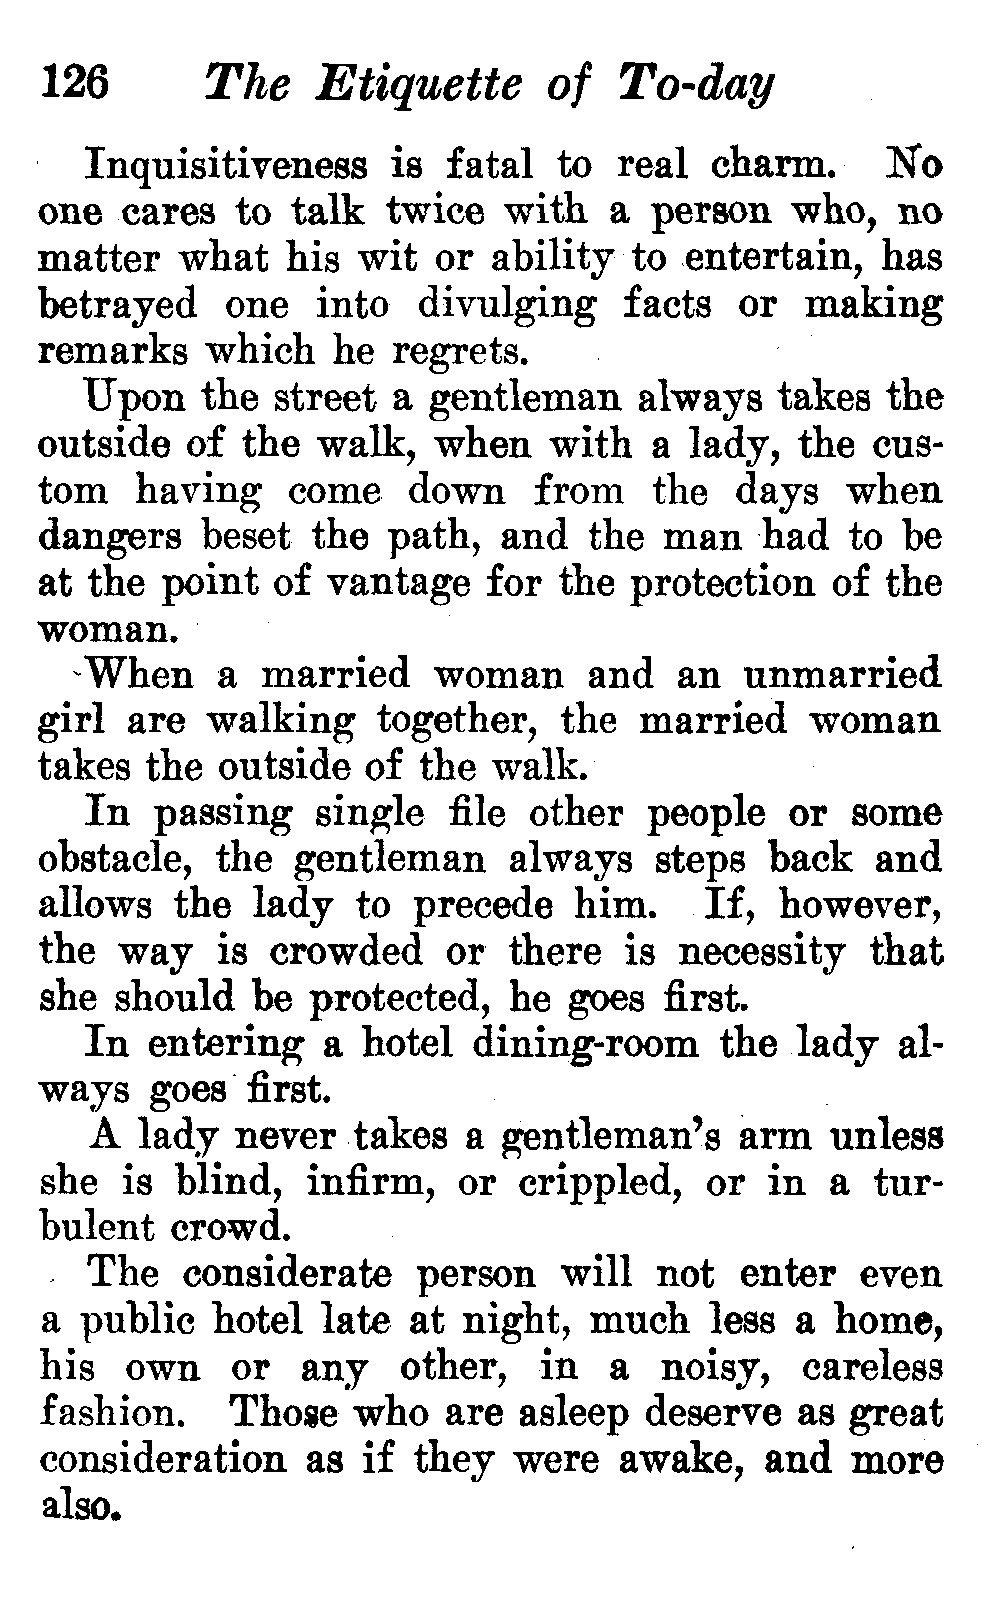 126 The Etiquette of To-day
Inquisitiveness is fatal to real charm. No
one cares to talk twice with a person who, no
matter what his wit or ability to entertain, has
betrayed one into divulging facts or making
remarks which he regrets.
Upon the street a gentleman always takes the
outside of the walk, when with a lady, the cus-
tom having come down from the days when
dangers beset the path, and the man had to be
at the point of vantage for the protection of the
woman.
When a married woman and an unmarried
girl are walking together, the married woman
takes the outside of the walk.
In passing single file other people or some
obstacle, the gentleman always steps back and
allows the lady to precede him. If, however,
the way is crowded or there is necessity that
she should be protected, he goes first.
In entering a hotel dining-room the lady al-
ways goes first.
A lady never takes a gentleman's arm unless
she is blind, infirm, or crippled, or in a tur-
bulent crowd.
The considerate person will not enter even
a public hotel late at night, much less a home,
his own or any other, in a noisy, careless
fashion. Those who are asleep deserve as great
consideration as if they were awake, and more
also.